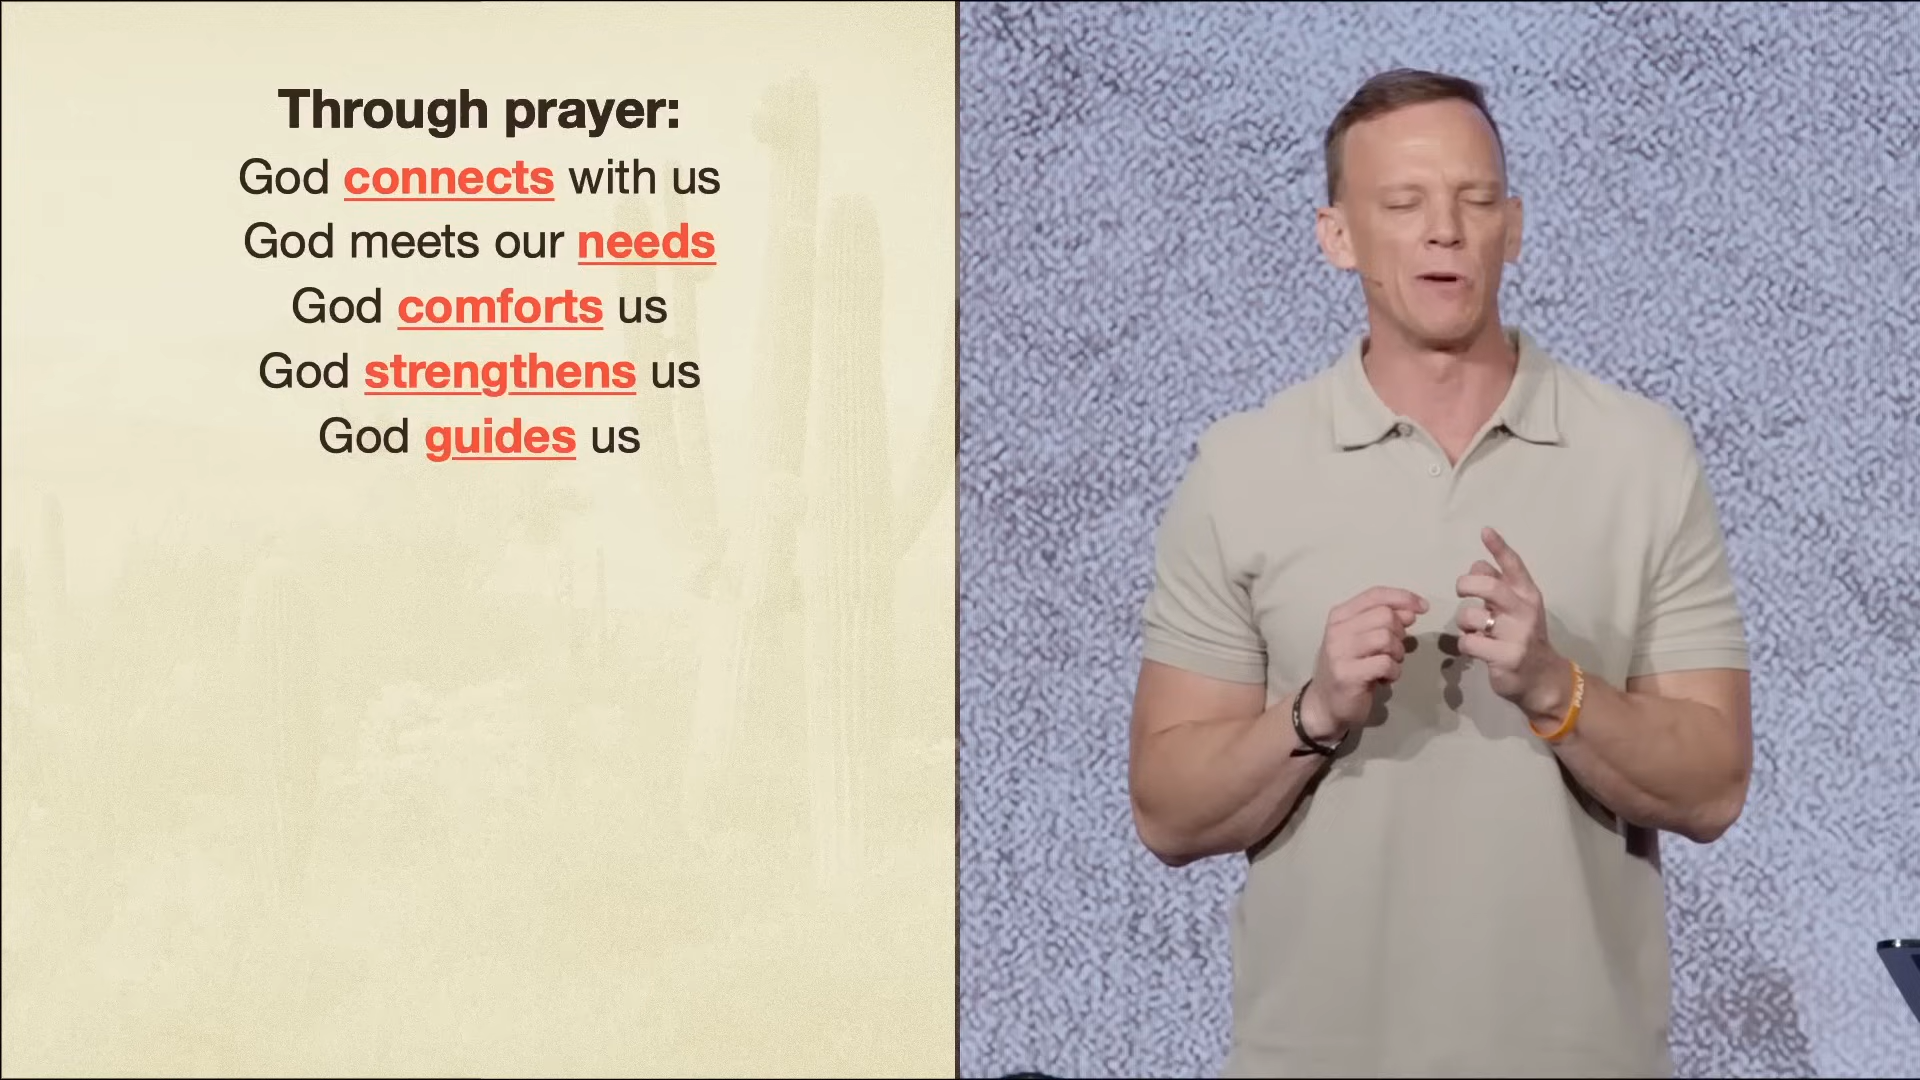 Through prayer:
God connects with us
God meets our needs
God comforts us
God strengthens us
God guides us
PRAY